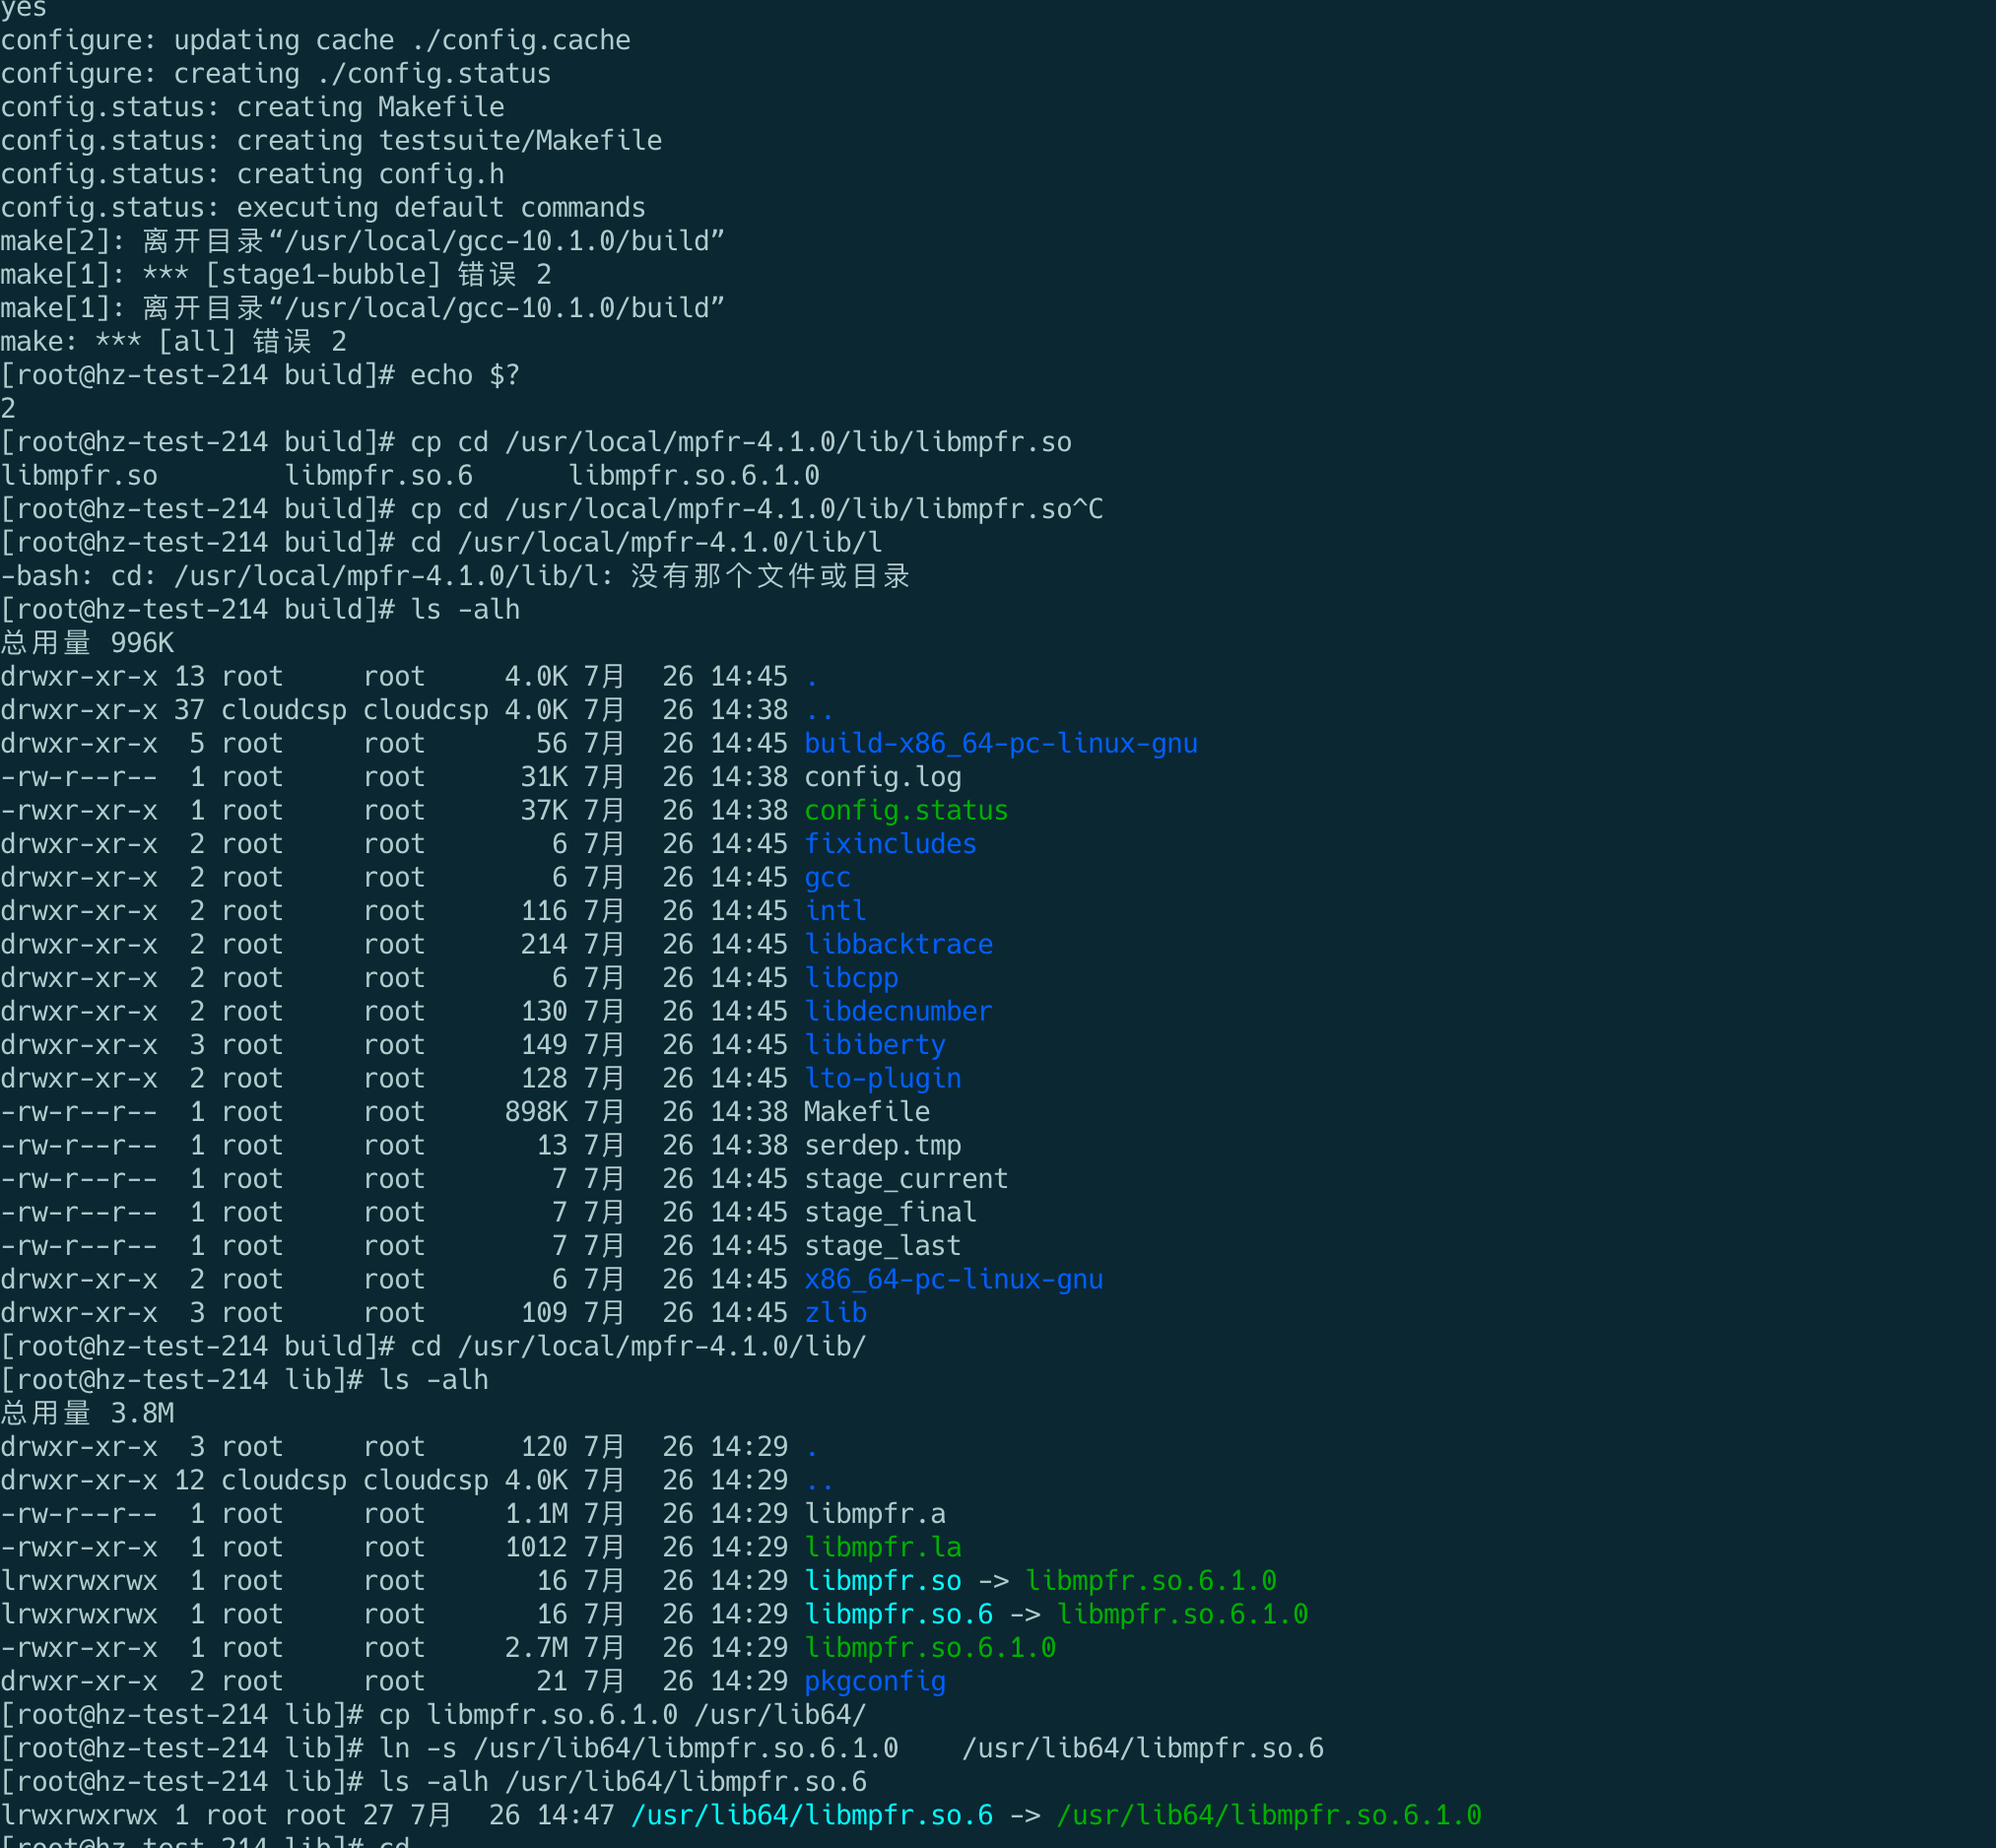 yes
configure: updating cache ./config.cache
configure: creating ./config.status
config.status: creating Makefile
config.status: creating testsuite/Makefile
config.status: creating config.h
config.status: executing default commands
make[2]: 离开目录“/usr/local/gcc-10.1.0/build”
make[1]: *** [stage1-bubble] 错误 2
make[1]: 离开目录“/usr/local/gcc-10.1.0/build”
make: *** [all] 错误 2
[root@hz-test-214 build]# echo $?
2
[root@hz-test-214 build]# cp cd /usr/local/mpfr-4.1.0/lib/libmpfr.so
libmpfr.so        libmpfr.so.6      libmpfr.so.6.1.0
[root@hz-test-214 build]# cp cd /usr/local/mpfr-4.1.0/lib/libmpfr.so^C
[root@hz-test-214 build]# cd /usr/local/mpfr-4.1.0/lib/l
-bash: cd: /usr/local/mpfr-4.1.0/lib/l: 没有那个文件或目录
[root@hz-test-214 build]# ls -alh
总用量 996K
drwxr-xr-x 13 root     root     4.0K 7月  26 14:45 .
drwxr-xr-x 37 cloudcsp cloudcsp 4.0K 7月  26 14:38 ..
drwxr-xr-x  5 root     root       56 7月  26 14:45 build-x86_64-pc-linux-gnu
-rw-r--r--  1 root     root      31K 7月  26 14:38 config.log
-rwxr-xr-x  1 root     root      37K 7月  26 14:38 config.status
drwxr-xr-x  2 root     root        6 7月  26 14:45 fixincludes
drwxr-xr-x  2 root     root        6 7月  26 14:45 gcc
drwxr-xr-x  2 root     root      116 7月  26 14:45 intl
drwxr-xr-x  2 root     root      214 7月  26 14:45 libbacktrace
drwxr-xr-x  2 root     root        6 7月  26 14:45 libcpp
drwxr-xr-x  2 root     root      130 7月  26 14:45 libdecnumber
drwxr-xr-x  3 root     root      149 7月  26 14:45 libiberty
drwxr-xr-x  2 root     root      128 7月  26 14:45 lto-plugin
-rw-r--r--  1 root     root     898K 7月  26 14:38 Makefile
-rw-r--r--  1 root     root       13 7月  26 14:38 serdep.tmp
-rw-r--r--  1 root     root        7 7月  26 14:45 stage_current
-rw-r--r--  1 root     root        7 7月  26 14:45 stage_final
-rw-r--r--  1 root     root        7 7月  26 14:45 stage_last
drwxr-xr-x  2 root     root        6 7月  26 14:45 x86_64-pc-linux-gnu
drwxr-xr-x  3 root     root      109 7月  26 14:45 zlib
[root@hz-test-214 build]# cd /usr/local/mpfr-4.1.0/lib/
[root@hz-test-214 lib]# ls -alh
总用量 3.8M
drwxr-xr-x  3 root     root      120 7月  26 14:29 .
drwxr-xr-x 12 cloudcsp cloudcsp 4.0K 7月  26 14:29 ..
-rw-r--r--  1 root     root     1.1M 7月  26 14:29 libmpfr.a
-rwxr-xr-x  1 root     root     1012 7月  26 14:29 libmpfr.la
lrwxrwxrwx  1 root     root       16 7月  26 14:29 libmpfr.so -> libmpfr.so.6.1.0
lrwxrwxrwx  1 root     root       16 7月  26 14:29 libmpfr.so.6 -> libmpfr.so.6.1.0
-rwxr-xr-x  1 root     root     2.7M 7月  26 14:29 libmpfr.so.6.1.0
drwxr-xr-x  2 root     root       21 7月  26 14:29 pkgconfig
[root@hz-test-214 lib]# cp libmpfr.so.6.1.0 /usr/lib64/
[root@hz-test-214 lib]# ln -s /usr/lib64/libmpfr.so.6.1.0    /usr/lib64/libmpfr.so.6
[root@hz-test-214 lib]# ls -alh /usr/lib64/libmpfr.so.6
lrwxrwxrwx 1 root root 27 7月  26 14:47 /usr/lib64/libmpfr.so.6 -> /usr/lib64/libmpfr.so.6.1.0
[root@hz-test-214 lib]# cd